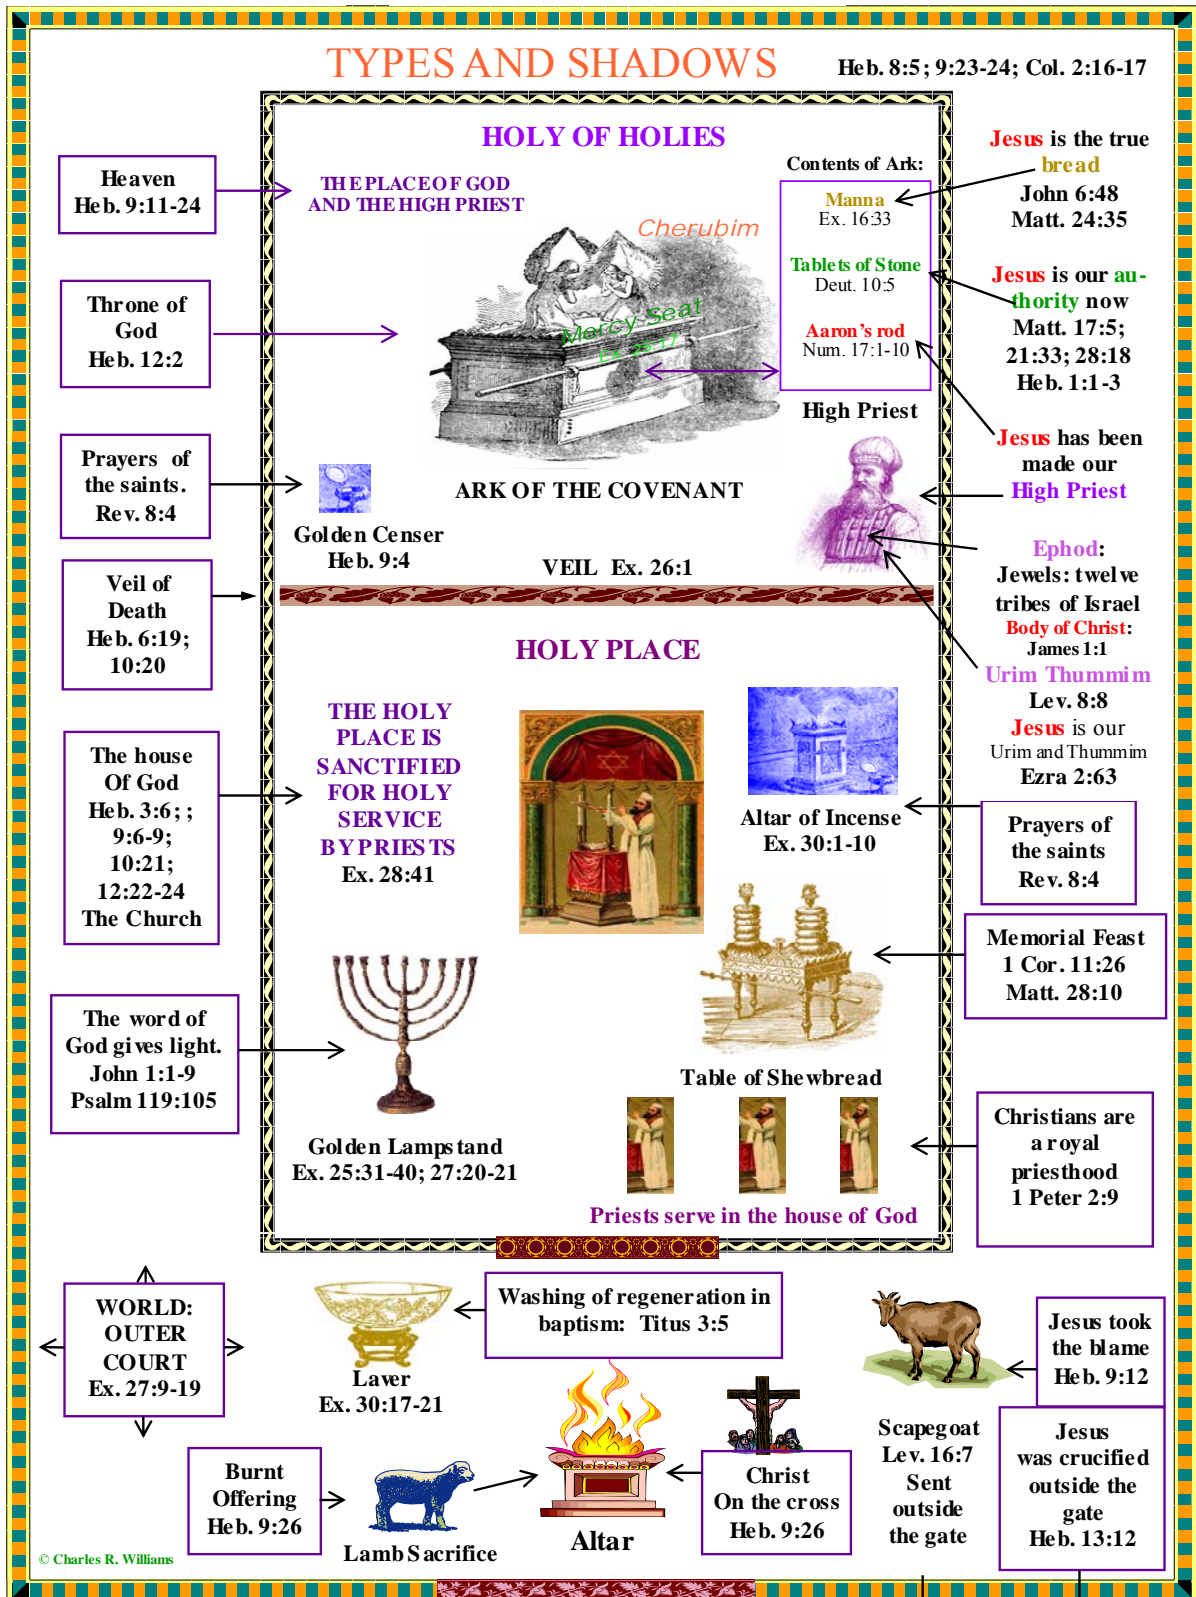 TYPES AND SHADOWS
Heb. 8:5; 9:23-24; Col. 2:16-17
HOLY OF HOLIES
Heaven
Heb. 9:11-24
THE PLACE OF GOD
AND THE HIGH PRIEST
Contents of Ark:
Manna
Ex. 16:33
Tablets of Stone
Deut. 10:5
Aaron's rod
Num. 17:1-10
Jesus is the true
bread
John 6:48
Matt. 24:35
Cherubim
Mercy Seat
Ex. 25:17
Throne of
God
Heb. 12:2
Jesus is our au-
thority now
Matt. 17:5;
21:33; 28:18
Heb. 1:1-3
High Priest
Jesus has been
made our
High Priest
Prayers of
the saints.
Rev. 8:4
Golden Censer
Heb. 9:4
ARK OF THE COVENANT
Ephod:
Jewels: twelve
tribes of Israel
Body of Christ:
James 1:1
Urim Thummim
Lev. 8:8
Jesus is our
Urim and Thummim
Ezra 2:63
Veil of
Death
Heb. 6:19;
10:20
VEIL Ex. 26:1
HOLY PLACE
The house
Of God
Heb. 3:6; ;
9:6-9;
10:21;
12:22-24
The Church
THE HOLY
PLACE IS
SANCTIFIED
FOR HOLY
SERVICE
BY PRIESTS
Ex. 28:41
Altar of Incense
Ex. 30:1-10
Prayers of
the saints
Rev. 8:4
Memorial Feast
1 Cor. 11:26
Matt. 28:10
The word of
God gives light.
John 1:1-9
Psalm 119:105
Table of Shewbread
Golden Lampstand
Ex. 25:31-40; 27:20-21
Christians are
a royal
priesthood
1 Peter 2:9
Priests serve in the house of God
WORLD:
OUTER
COURT
Ex. 27:9-19
Laver
Ex. 30:17-21
Washing of regeneration in
baptism: Titus 3:5
Jesus took
the blame
Heb. 9:12
Scapegoat
Lev. 16:7
Sent
outside
the gate
Jesus
was crucified
outside the
gate
Heb. 13:12
Burnt
Offering
Heb. 9:26
Lamb Sacrifice
Altar
Christ
On the cross
Heb. 9:26
© Charles R. Williams